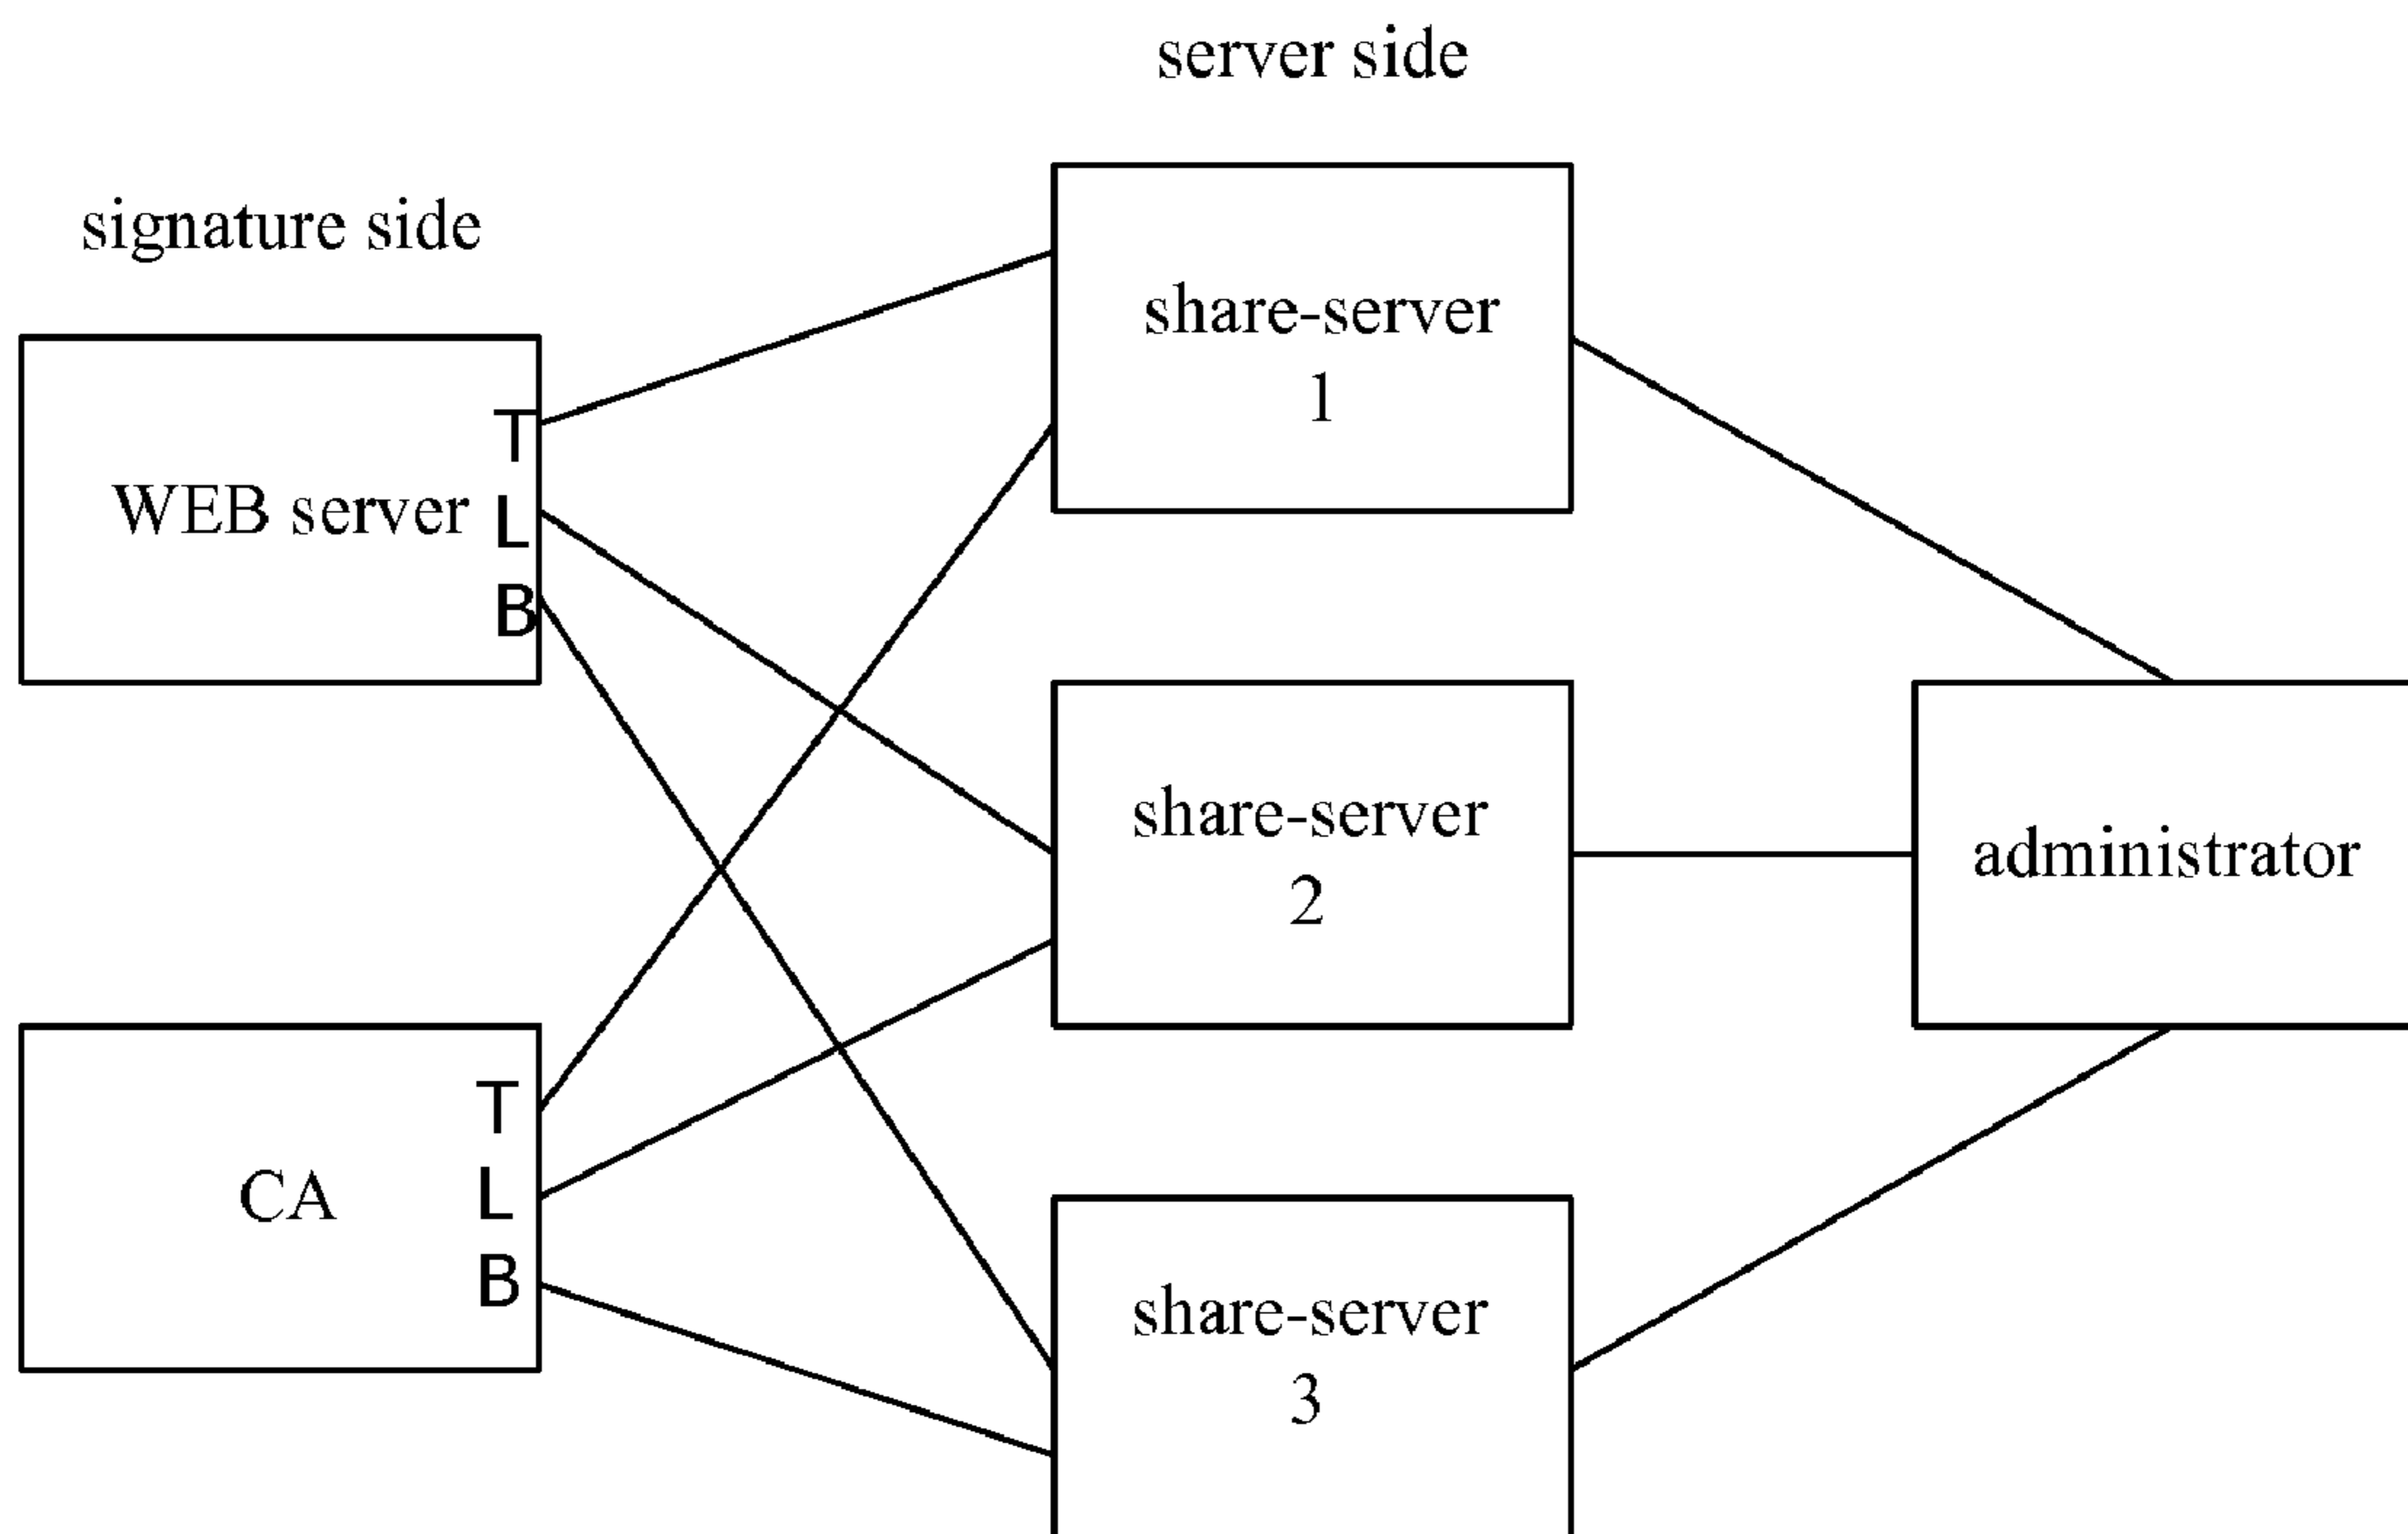 server side
signature side
share-server
1
T
WEB server L
B
share-server
2
administrator
T
CA L
B
share-server
3